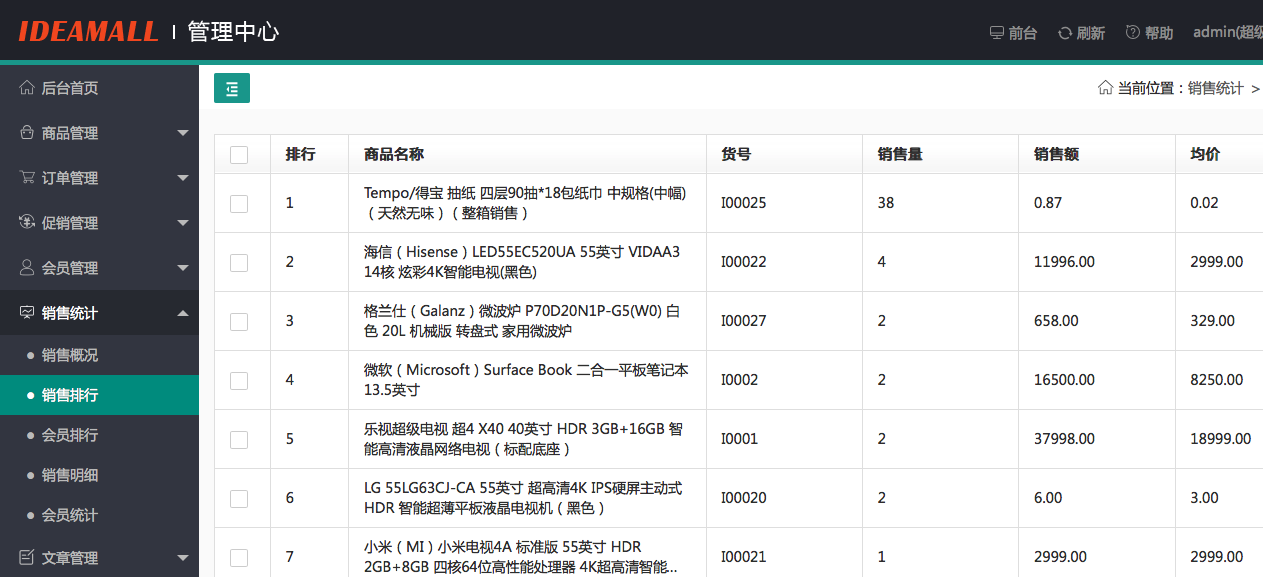 IDEAMALL | 管理中心
前台 刷新 帮助 admin(超级
后台首页
商品管理
订单管理
促销管理
会员管理
销售统计
销售概况
销售排行
会员排行
销售明细
会员统计
文章管理
当前位置：销售统计 >
排行 商品名称 货号 销售量 销售额 均价
1 Tempo/得宝 抽纸 四层90抽*18包纸巾 中规格(中幅)
（天然无味）（整箱销售） I00025 38 0.87 0.02
2 海信（Hisense）LED55EC520UA 55英寸 VIDAA3
14核 炫彩4K智能电视(黑色) I00022 4 11996.00 2999.00
3 格兰仕（Galanz）微波炉 P70D20N1P-G5(W0) 白
色 20L 机械版 转盘式 家用微波炉 I00027 2 658.00 329.00
4 微软（Microsoft）Surface Book 二合一平板笔记本
13.5英寸 I0002 2 16500.00 8250.00
5 乐视超级电视 超4 X40 40英寸 HDR 3GB+16GB 智
能高清液晶网络电视（标配底座） I0001 2 37998.00 18999.00
6 LG 55LG63CJ-CA 55英寸 超高清4K IPS硬屏主动式
HDR 智能超薄平板液晶电视机（黑色） I00020 2 6.00 3.00
7 小米（MI）小米电视4A 标准版 55英寸 HDR
2GB+8GB 四核64位高性能处理器 4K超高清智能... I00021 1 2999.00 2999.00